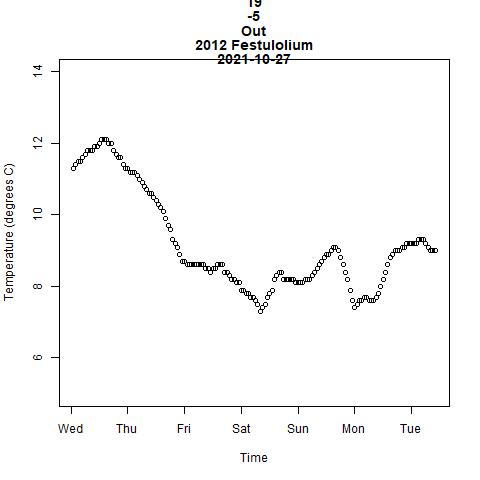 19
-5
Out
2012 Festulolium
2021-10-27
14
12
10
8
6
Temperature (degrees C)
Wed Thu Fri Sat Sun Mon Tue
Time